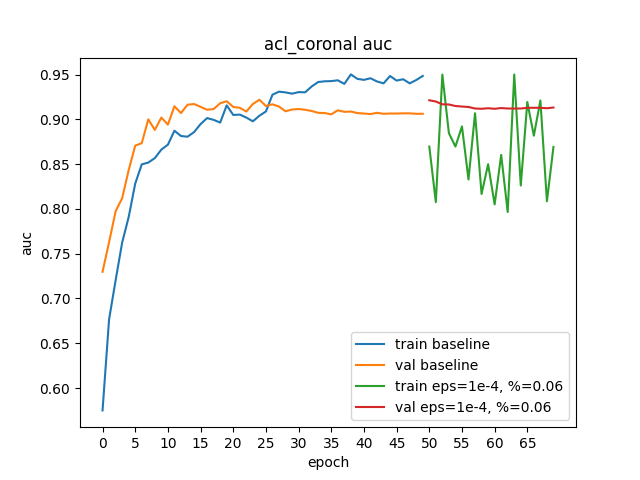 acl_coronal auc
auc
0.95
0.90
0.85
0.80
0.75
0.70
0.65
0.60
train baseline
val baseline
train eps=1e-4, %=0.06
val eps=1e-4, %=0.06
0 5 10 15 20 25 30 35 40 45 50 55 60 65
epoch